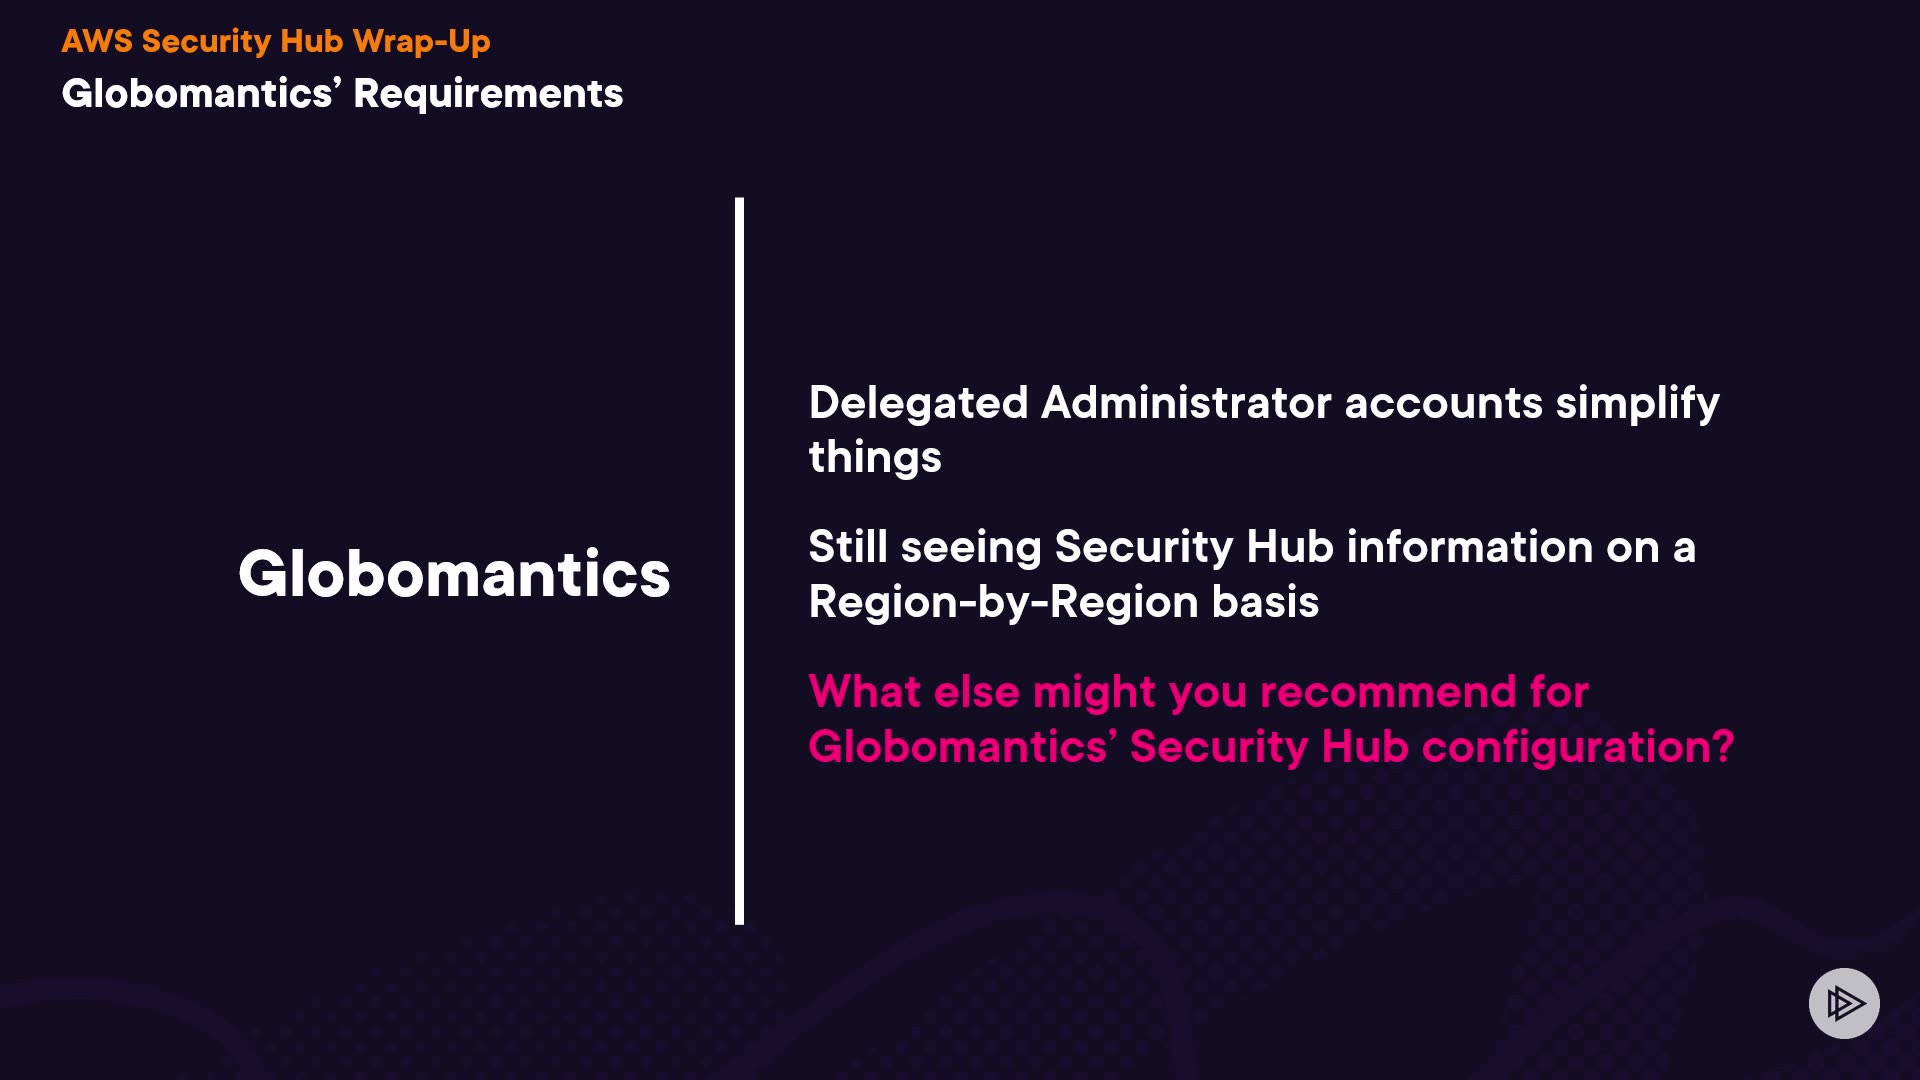 AWS Security Hub Wrap-Up
Globomantics’ Requirements
Globomantics
Delegated Administrator accounts simplify
things
Still seeing Security Hub information on a
Region-by-Region basis
What else might you recommend for
Globomantics’ Security Hub configuration?